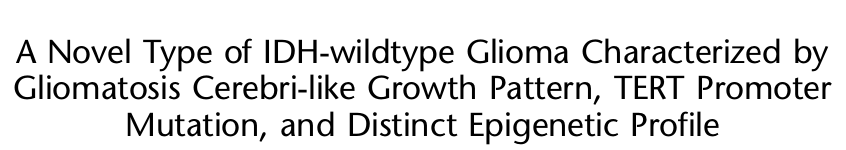 A Novel Type of IDH-wildtype Glioma Characterized by
Gliomatosis Cerebri-like Growth Pattern, TERT Promoter
Mutation, and Distinct Epigenetic Profile